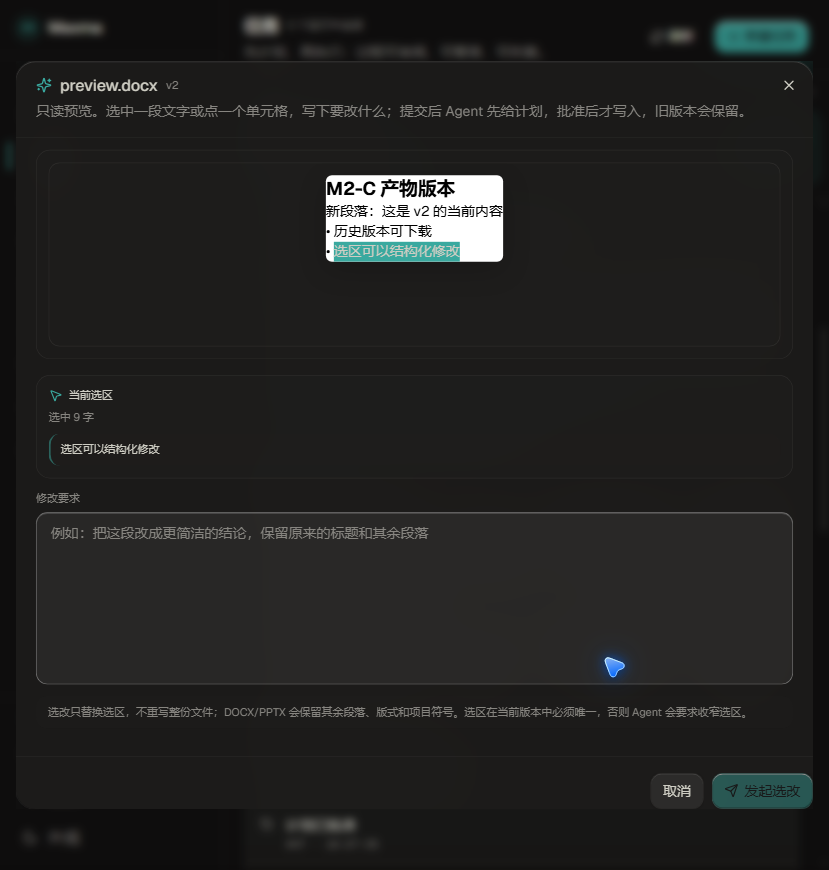 preview.docx v2
只读预览。选中一段文字或点一个单元格，写下要改什么；提交后 Agent 先给计划，批准后才写入，旧版本会保留。
M2-C 产物版本
新段落：这是 v2 的当前内容
• 历史版本可下载
• 选区可以结构化修改
当前选区
选中 9 字
选区可以结构化修改
修改要求
例如：把这段改成更简洁的结论，保留原来的标题和其余段落
选改只替换选区，不重写整份文件；DOCX/PPTX 会保留其余段落、版式和项目符号。选区在当前版本中必须唯一，否则 Agent 会要求收窄选区。
取消
发起选改